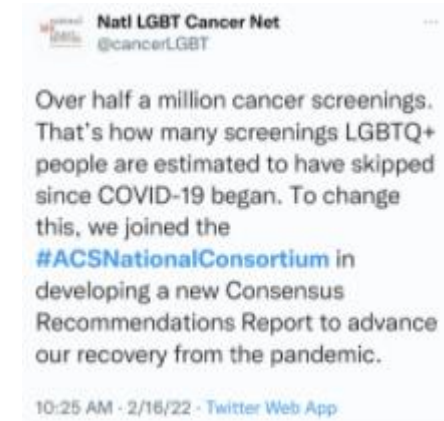 Natl LGBT Cancer Net
@cancerLGBT
Over half a million cancer screenings.
That's how many screenings LGBTQ+
people are estimated to have skipped
since COVID-19 began. To change
this, we joined the
#ACSNationalConsortium in
developing a new Consensus
Recommendations Report to advance
our recovery from the pandemic.
10:25 AM · 2/16/22 · Twitter Web App